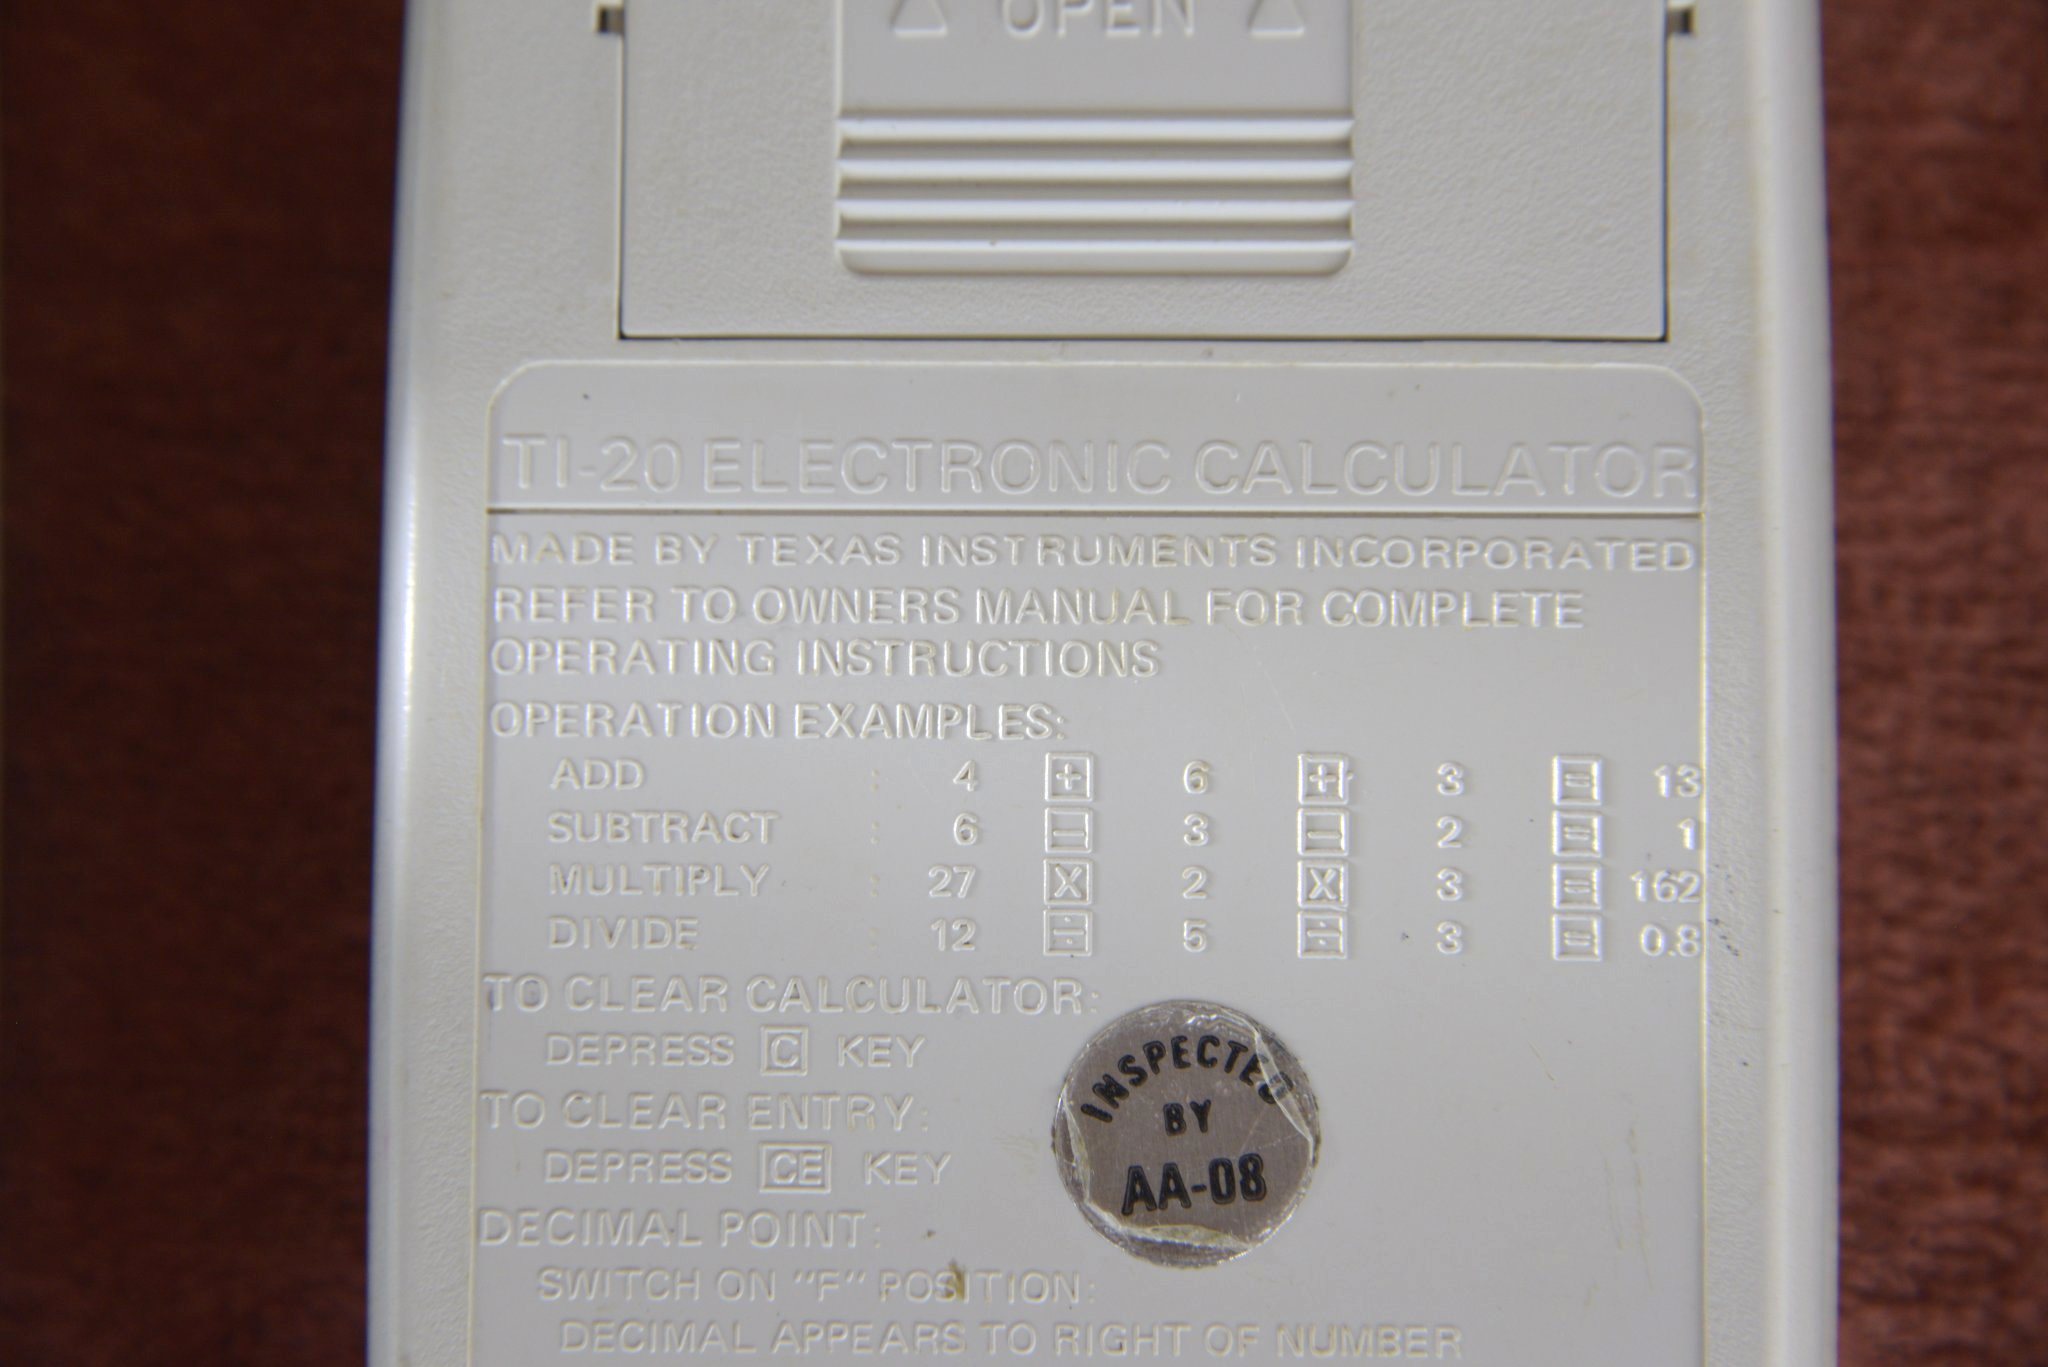 △ OPEN △
TI-20 ELECTRONIC CALCULATOR
MADE BY TEXAS INSTRUMENTS INCORPORATED
REFER TO OWNERS MANUAL FOR COMPLETE
OPERATING INSTRUCTIONS
OPERATION EXAMPLES:
ADD : 4 + 6 + 3 = 13
SUBTRACT : 6 − 3 − 2 = 1
MULTIPLY : 27 X 2 X 3 = 162
DIVIDE : 12 ÷ 5 ÷ 3 = 0.8
TO CLEAR CALCULATOR:
DEPRESS C KEY
TO CLEAR ENTRY:
DEPRESS CE KEY
DECIMAL POINT:
SWITCH ON "F" POSITION:
DECIMAL APPEARS TO RIGHT OF NUMBER
INSPECTED
BY
AA-08